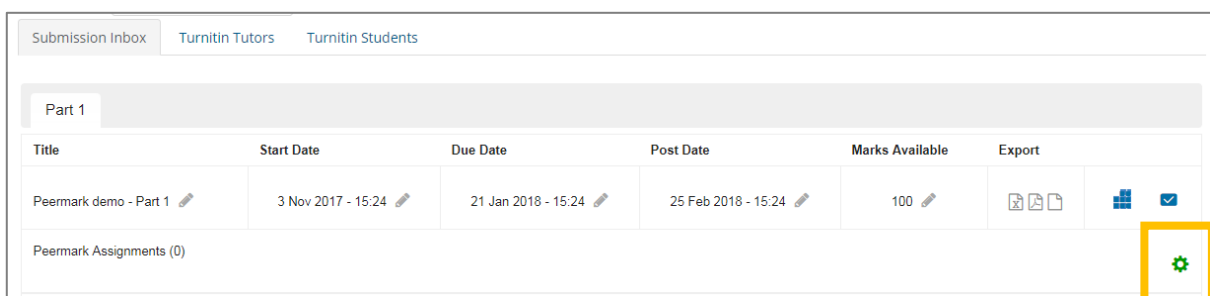 Submission Inbox Turnitin Tutors Turnitin Students
Part 1
Title Start Date Due Date Post Date Marks Available Export
Peermark demo - Part 1 3 Nov 2017 - 15:24 21 Jan 2018 - 15:24 25 Feb 2018 - 15:24 100
Peermark Assignments (0)